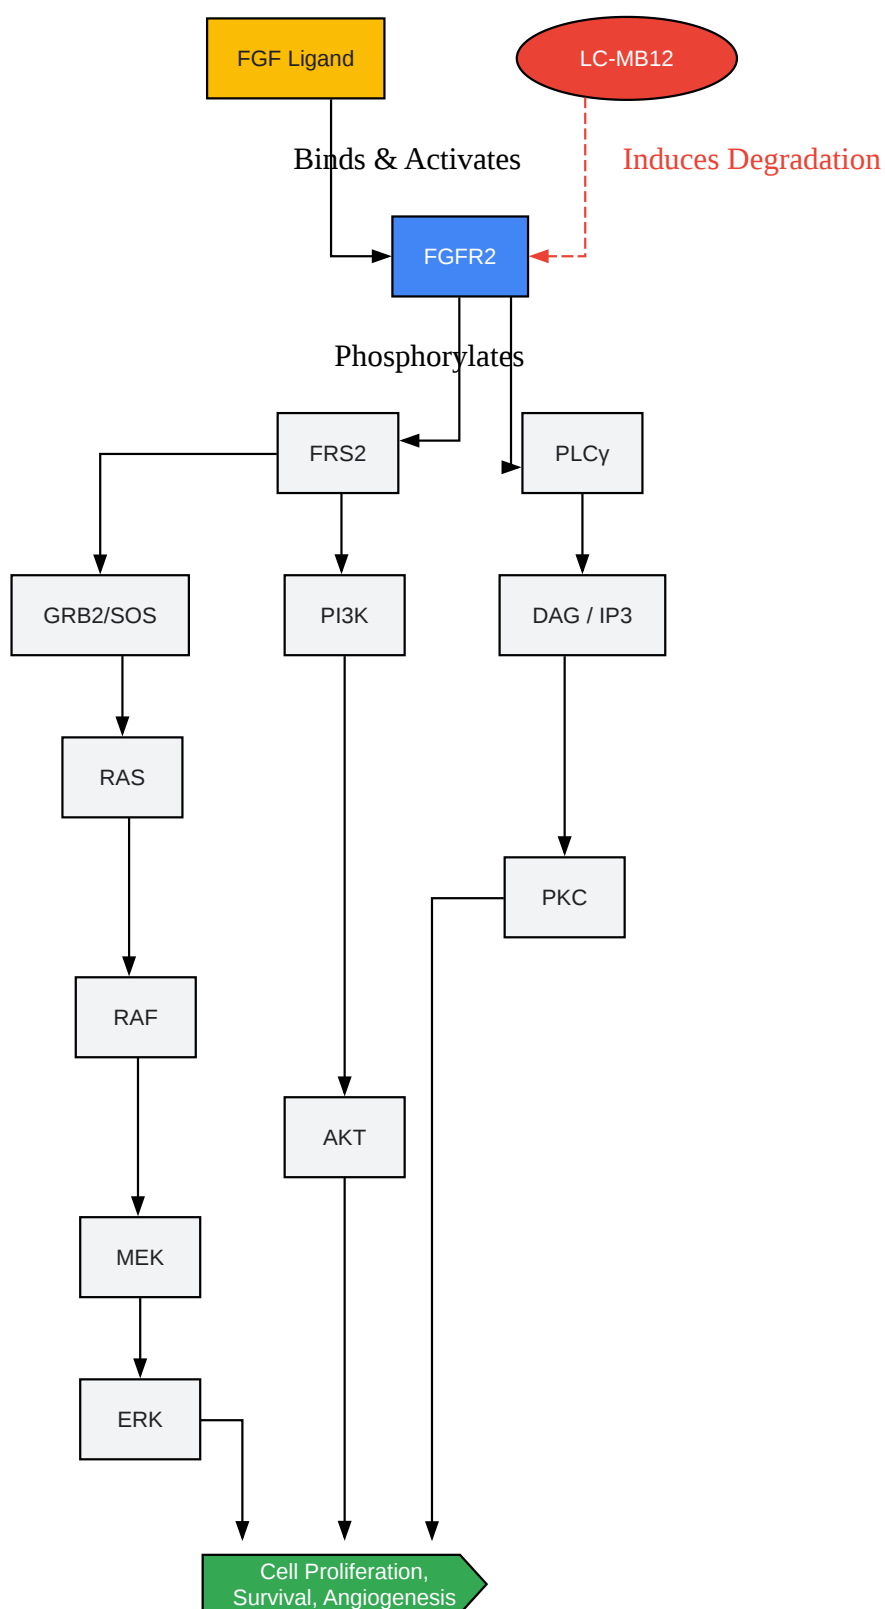 FGF Ligand
LC-MB12
Binds & Activates
Induces Degradation
FGFR2
Phosphorylates
FRS2
PLCγ
GRB2/SOS
PI3K
DAG / IP3
RAS
PKC
RAF
AKT
MEK
ERK
Cell Proliferation,
Survival, Angiogenesis